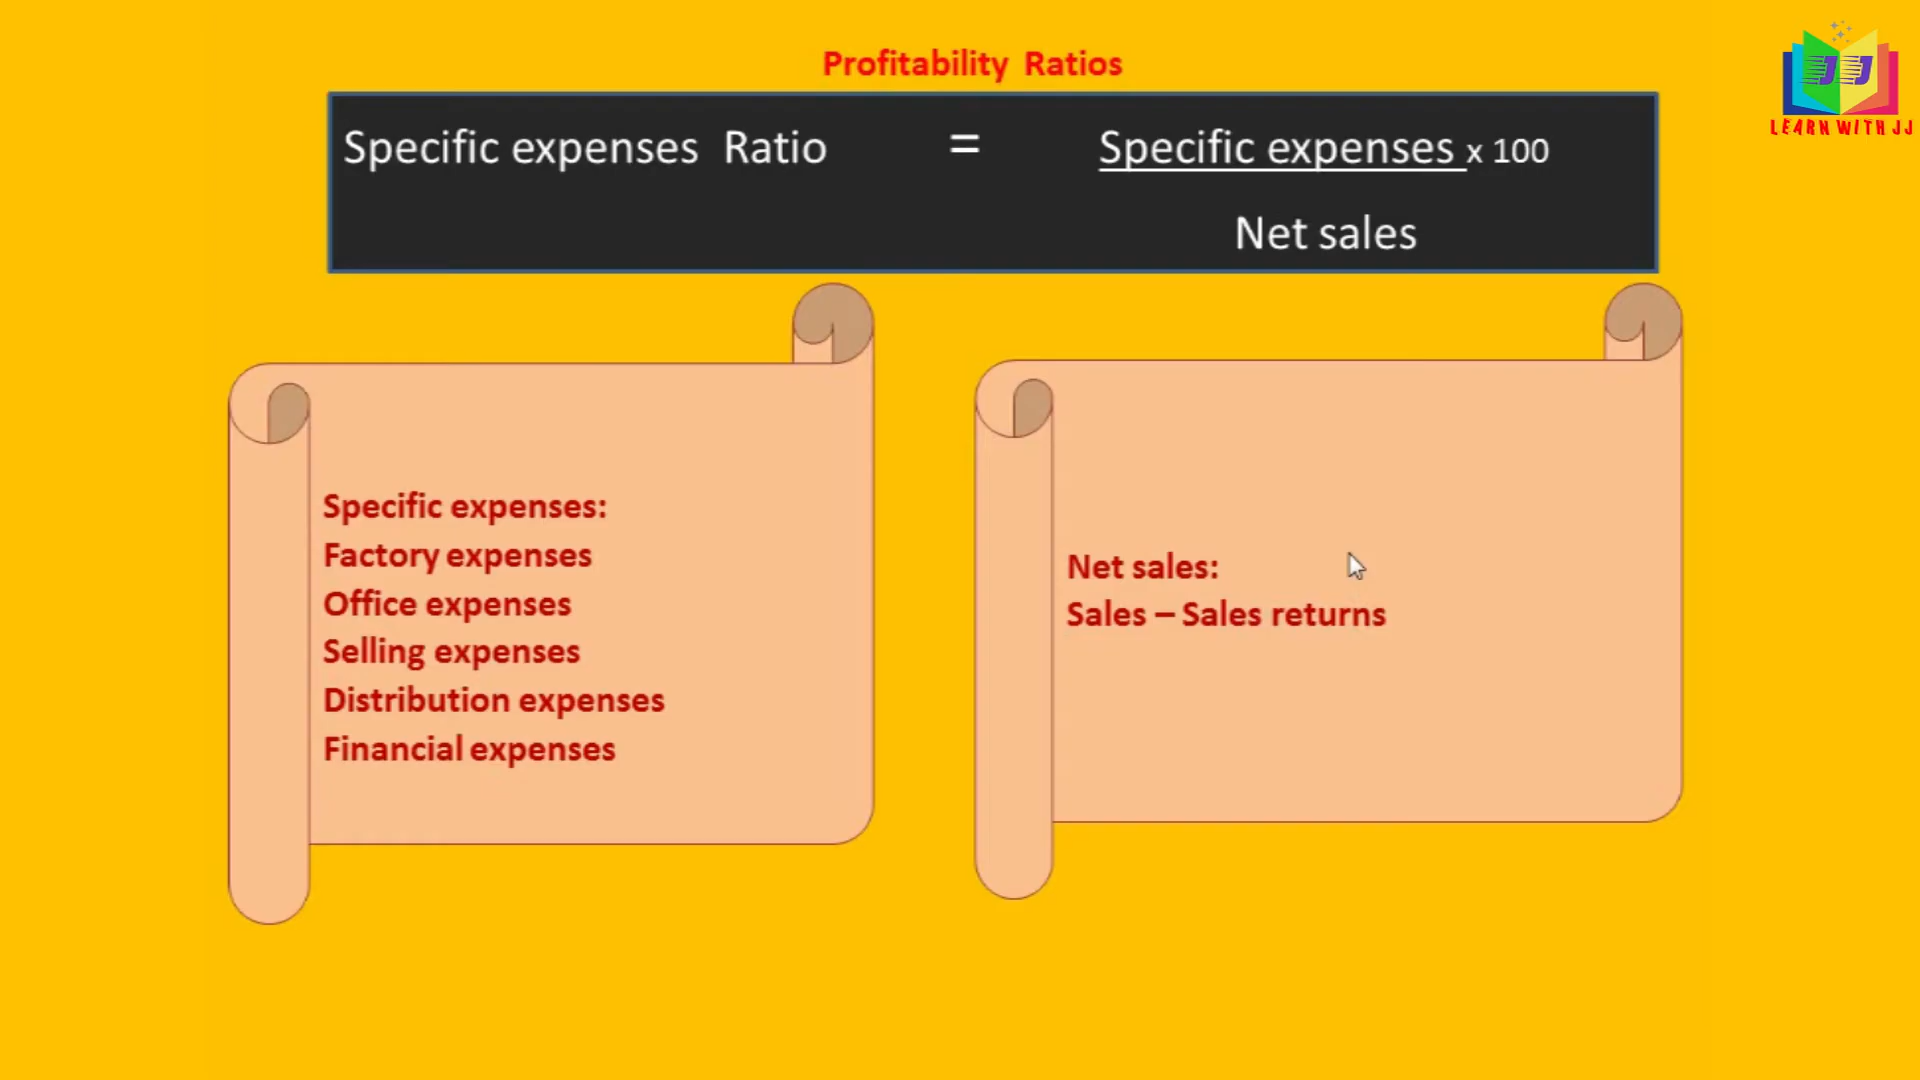 Profitability Ratios
LEARN WITH JJ
Specific expenses Ratio = Specific expenses x 100
Net sales
Specific expenses:
Factory expenses
Office expenses
Selling expenses
Distribution expenses
Financial expenses
Net sales:
Sales – Sales returns